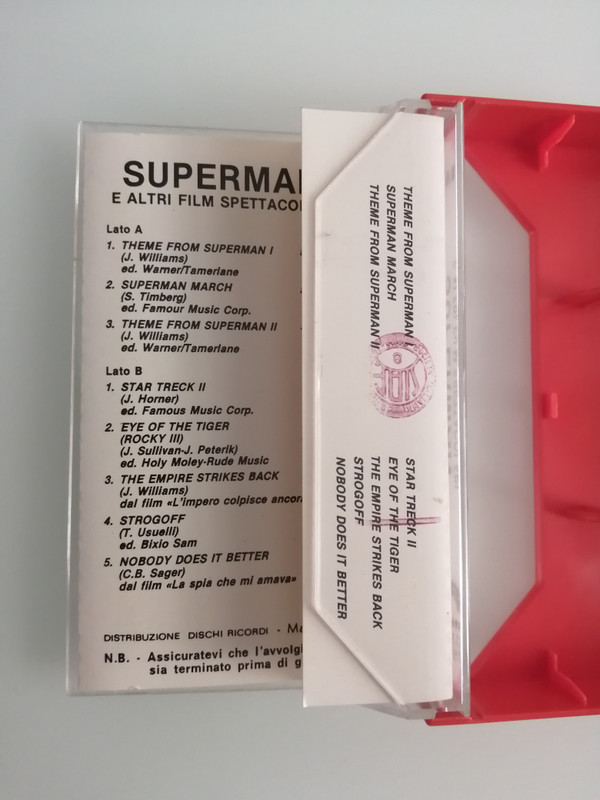 SUPERMAN
E ALTRI FILM SPETTACO
Lato A
1. THEME FROM SUPERMAN I
(J. Williams)
ed. Warner/Tamerlane
2. SUPERMAN MARCH
(S. Timberg)
ed. Famour Music Corp.
3. THEME FROM SUPERMAN II
(J. Williams)
ed. Warner/Tamerlane
Lato B
1. STAR TRECK II
(J. Horner)
ed. Famous Music Corp.
2. EYE OF THE TIGER
(ROCKY III)
(J. Sullivan-J. Peterik)
ed. Holy Moley-Rude Music
3. THE EMPIRE STRIKES BACK
(J. Williams)
dal film «L'impero colpisce ancor
4. STROGOFF
(T. Usuelli)
ed. Bixio Sam
5. NOBODY DOES IT BETTER
(C.B. Sager)
dal film «La spia che mi amava»
DISTRIBUZIONE DISCHI RICORDI - M
N.B. - Assicuratevi che l'avvolgi
sia terminato prima di g
THEME FROM SUPERMAN I
SUPERMAN MARCH
THEME FROM SUPERMAN II
STAR TRECK II
EYE OF THE TIGER
THE EMPIRE STRIKES BACK
STROGOFF
NOBODY DOES IT BETTER